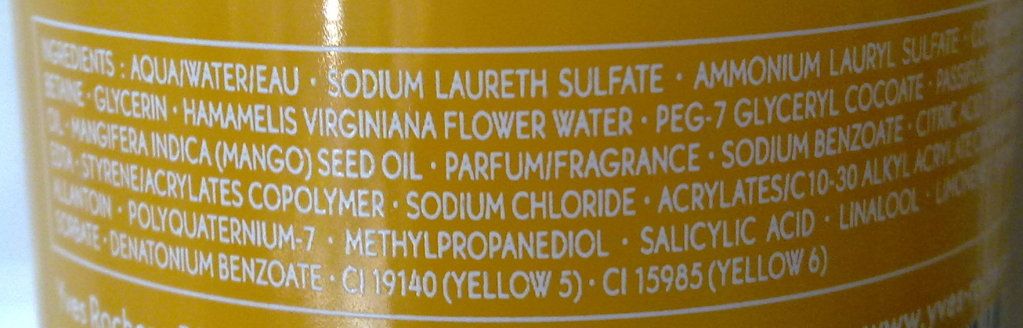 INGREDIENTS : AQUA/WATER/EAU · SODIUM LAURETH SULFATE · AMMONIUM LAURYL SULFATE ·
BETAINE · GLYCERIN · HAMAMELIS VIRGINIANA FLOWER WATER · PEG-7 GLYCERYL COCOATE ·
OIL · MANGIFERA INDICA (MANGO) SEED OIL · PARFUM/FRAGRANCE · SODIUM BENZOATE · CITRIC
EDTA · STYRENE/ACRYLATES COPOLYMER · SODIUM CHLORIDE · ACRYLATES/C10-30 ALKYL ACRYLATE
ALLANTOIN · POLYQUATERNIUM-7 · METHYLPROPANEDIOL · SALICYLIC ACID · LINALOOL ·
SORBATE · DENATONIUM BENZOATE · CI 19140 (YELLOW 5) · CI 15985 (YELLOW 6)
Yves